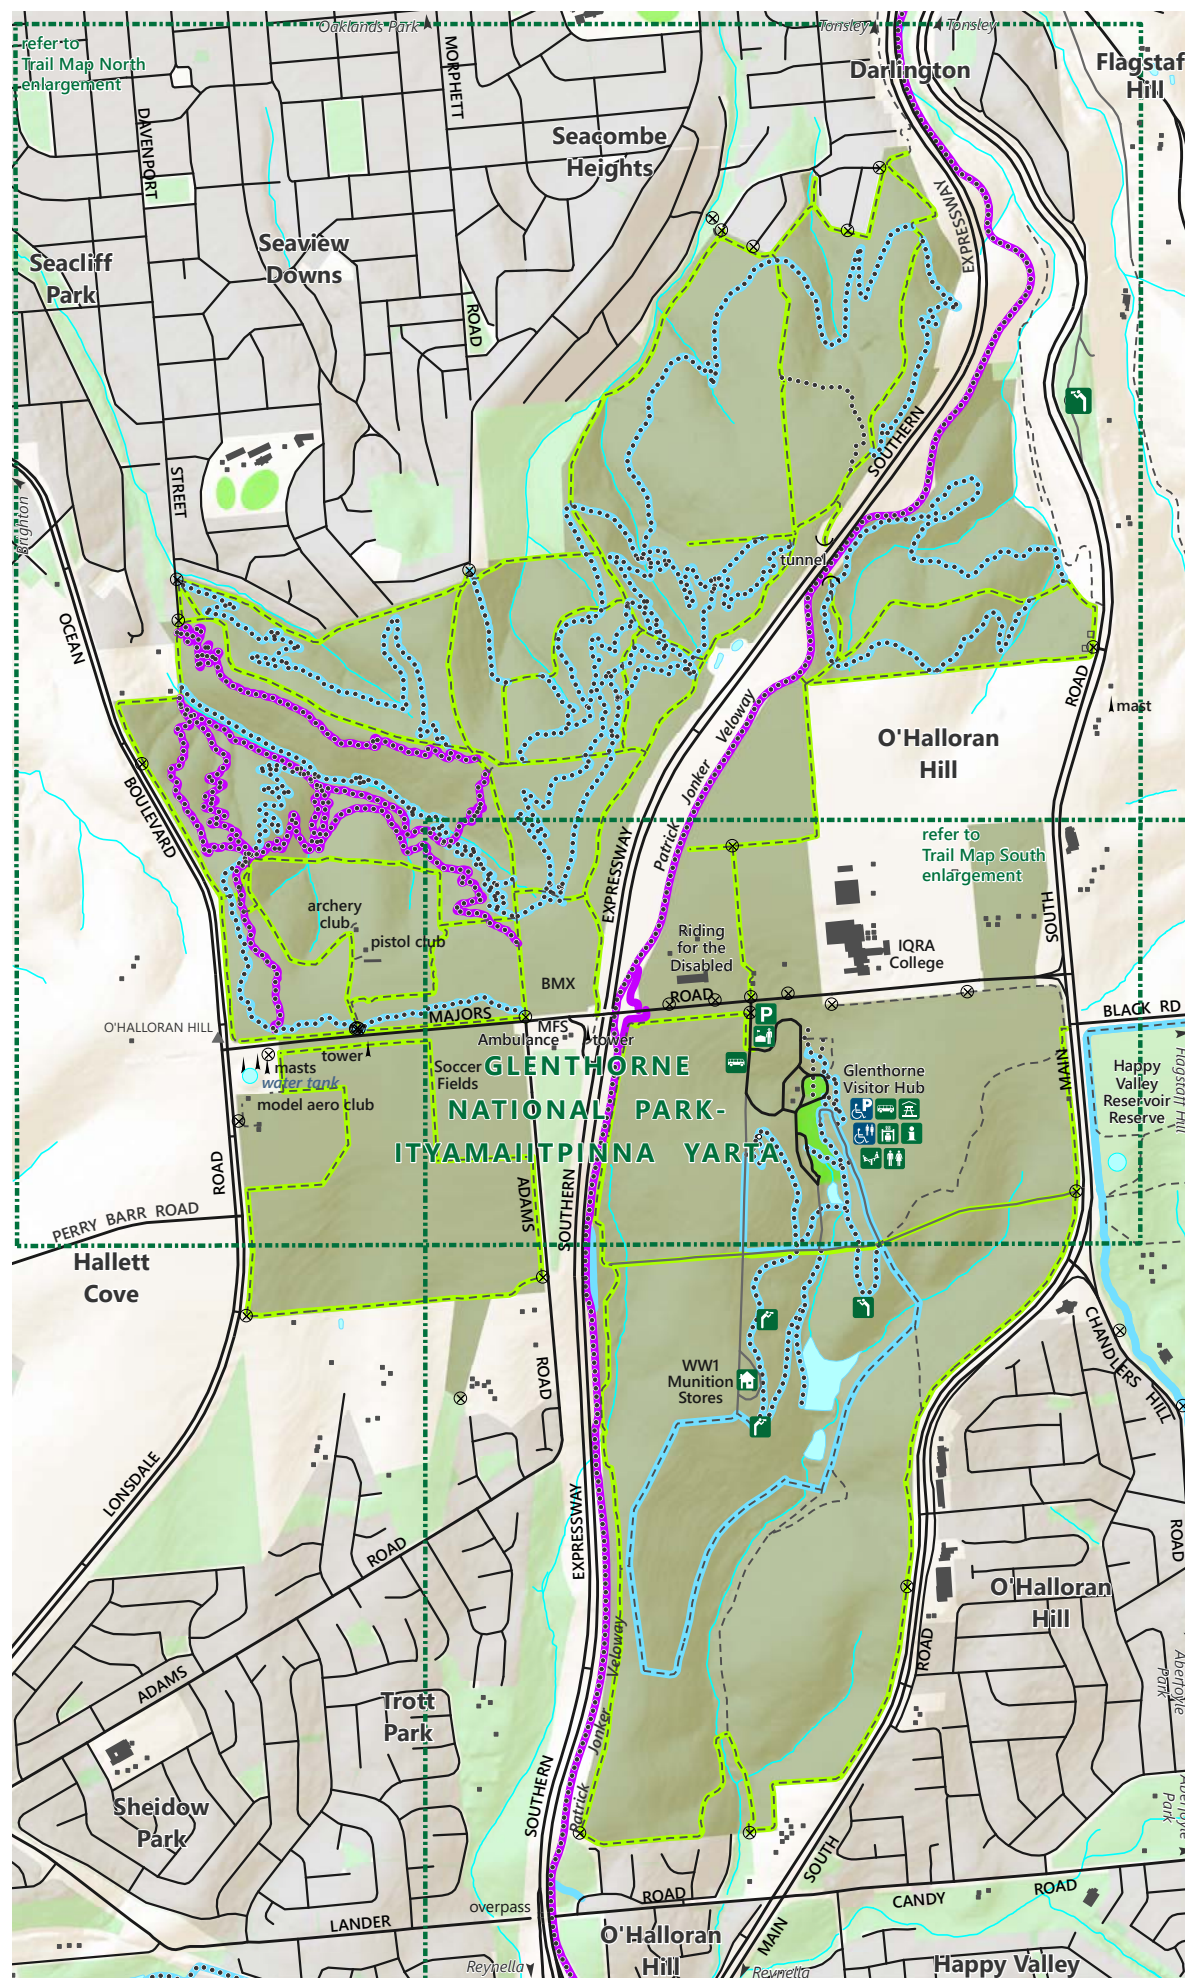 Oaklands Park
Tonsley
Tonsley
refer to
Trail Map North
enlargement
MORPHETT
Darlington
Flagstaf
Hill
DAVENPORT
Seacombe
Heights
EXPRESSWAY
Seaview
Downs
Seacliff
Park
ROAD
SOUTHERN
STREET
Brighton
tunnel
OCEAN
ROAD
mast
Veloway
O'Halloran
Hill
Jonker
BOULEVARD
Patrick
refer to
Trail Map South
enlargement
EXPRESSWAY
archery
club
pistol club
Riding
for the
Disabled
SOUTH
IQRA
College
BMX
ROAD
MAJORS
BLACK RD
O'HALLORAN HILL
MFS
Ambulance
tower
tower
P
masts
water tank
Soccer
Fields
GLENTHORNE
NATIONAL PARK-
ITYAMAIITPINNA YARTA
Glenthorne
Visitor Hub
P
i
MAIN
Happy
Valley
Reservoir
Reserve
Flagstaff Hill
model aero club
ROAD
ADAMS
SOUTHERN
PERRY BARR ROAD
Hallett
Cove
CHANDLERS HILL
ROAD
WW1
Munition
Stores
LONSDALE
EXPRESSWAY
ROAD
ROAD
O'Halloran
Hill
ROAD
Veloway
Aberfoyle
Park
ADAMS
Trott
Park
Jonker
Patrick
SOUTHERN
Aberfoyle
Park
Sheidow
Park
SOUTH
ROAD
CANDY
ROAD
overpass
LANDER
O'Halloran
Hill
MAIN
Reynella
Reynella
Happy Valley